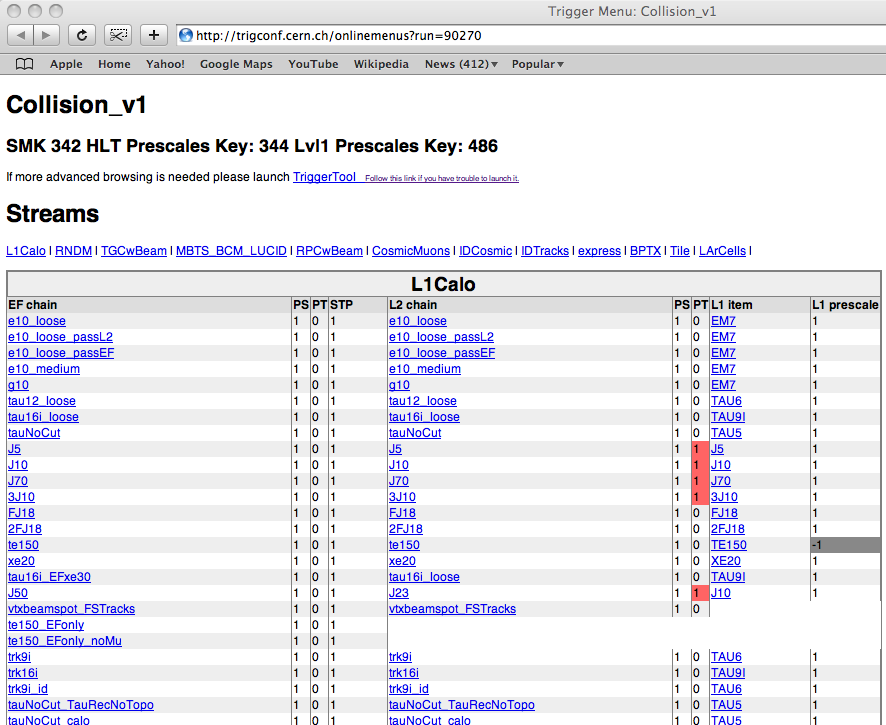 Trigger Menu: Collision_v1
http://trigconf.cern.ch/onlinemenus?run=90270
Apple Home Yahoo! Google Maps YouTube Wikipedia News (412)▾ Popular▾
Collision_v1
SMK 342 HLT Prescales Key: 344 Lvl1 Prescales Key: 486
If more advanced browsing is needed please launch TriggerTool Follow this link if you have trouble to launch it.
Streams
L1Calo | RNDM | TGCwBeam | MBTS_BCM_LUCID | RPCwBeam | CosmicMuons | IDCosmic | IDTracks | express | BPTX | Tile | LArCells |
L1Calo
EF chain PS PT STP L2 chain PS PT L1 item L1 prescale
e10_loose 1 0 1 e10_loose 1 0 EM7 1
e10_loose_passL2 1 0 1 e10_loose_passL2 1 0 EM7 1
e10_loose_passEF 1 0 1 e10_loose_passEF 1 0 EM7 1
e10_medium 1 0 1 e10_medium 1 0 EM7 1
g10 1 0 1 g10 1 0 EM7 1
tau12_loose 1 0 1 tau12_loose 1 0 TAU6 1
tau16i_loose 1 0 1 tau16i_loose 1 0 TAU9I 1
tauNoCut 1 0 1 tauNoCut 1 0 TAU5 1
J5 1 0 1 J5 1 1 J5 1
J10 1 0 1 J10 1 1 J10 1
J70 1 0 1 J70 1 1 J70 1
3J10 1 0 1 3J10 1 1 3J10 1
FJ18 1 0 1 FJ18 1 0 FJ18 1
2FJ18 1 0 1 2FJ18 1 0 2FJ18 1
te150 1 0 1 te150 1 0 TE150 -1
xe20 1 0 1 xe20 1 0 XE20 1
tau16i_EFxe30 1 0 1 tau16i_loose 1 0 TAU9I 1
J50 1 0 1 J23 1 1 J10 1
vtxbeamspot_FSTracks 1 0 1 vtxbeamspot_FSTracks 1 0
te150_EFonly 1 0 1
te150_EFonly_noMu 1 0 1
trk9i 1 0 1 trk9i 1 0 TAU6 1
trk16i 1 0 1 trk16i 1 0 TAU9I 1
trk9i_id 1 0 1 trk9i_id 1 0 TAU6 1
tauNoCut_TauRecNoTopo 1 0 1 tauNoCut_TauRecNoTopo 1 0 TAU5 1
tauNoCut_calo 1 0 1 tauNoCut_calo 1 0 TAU5 1